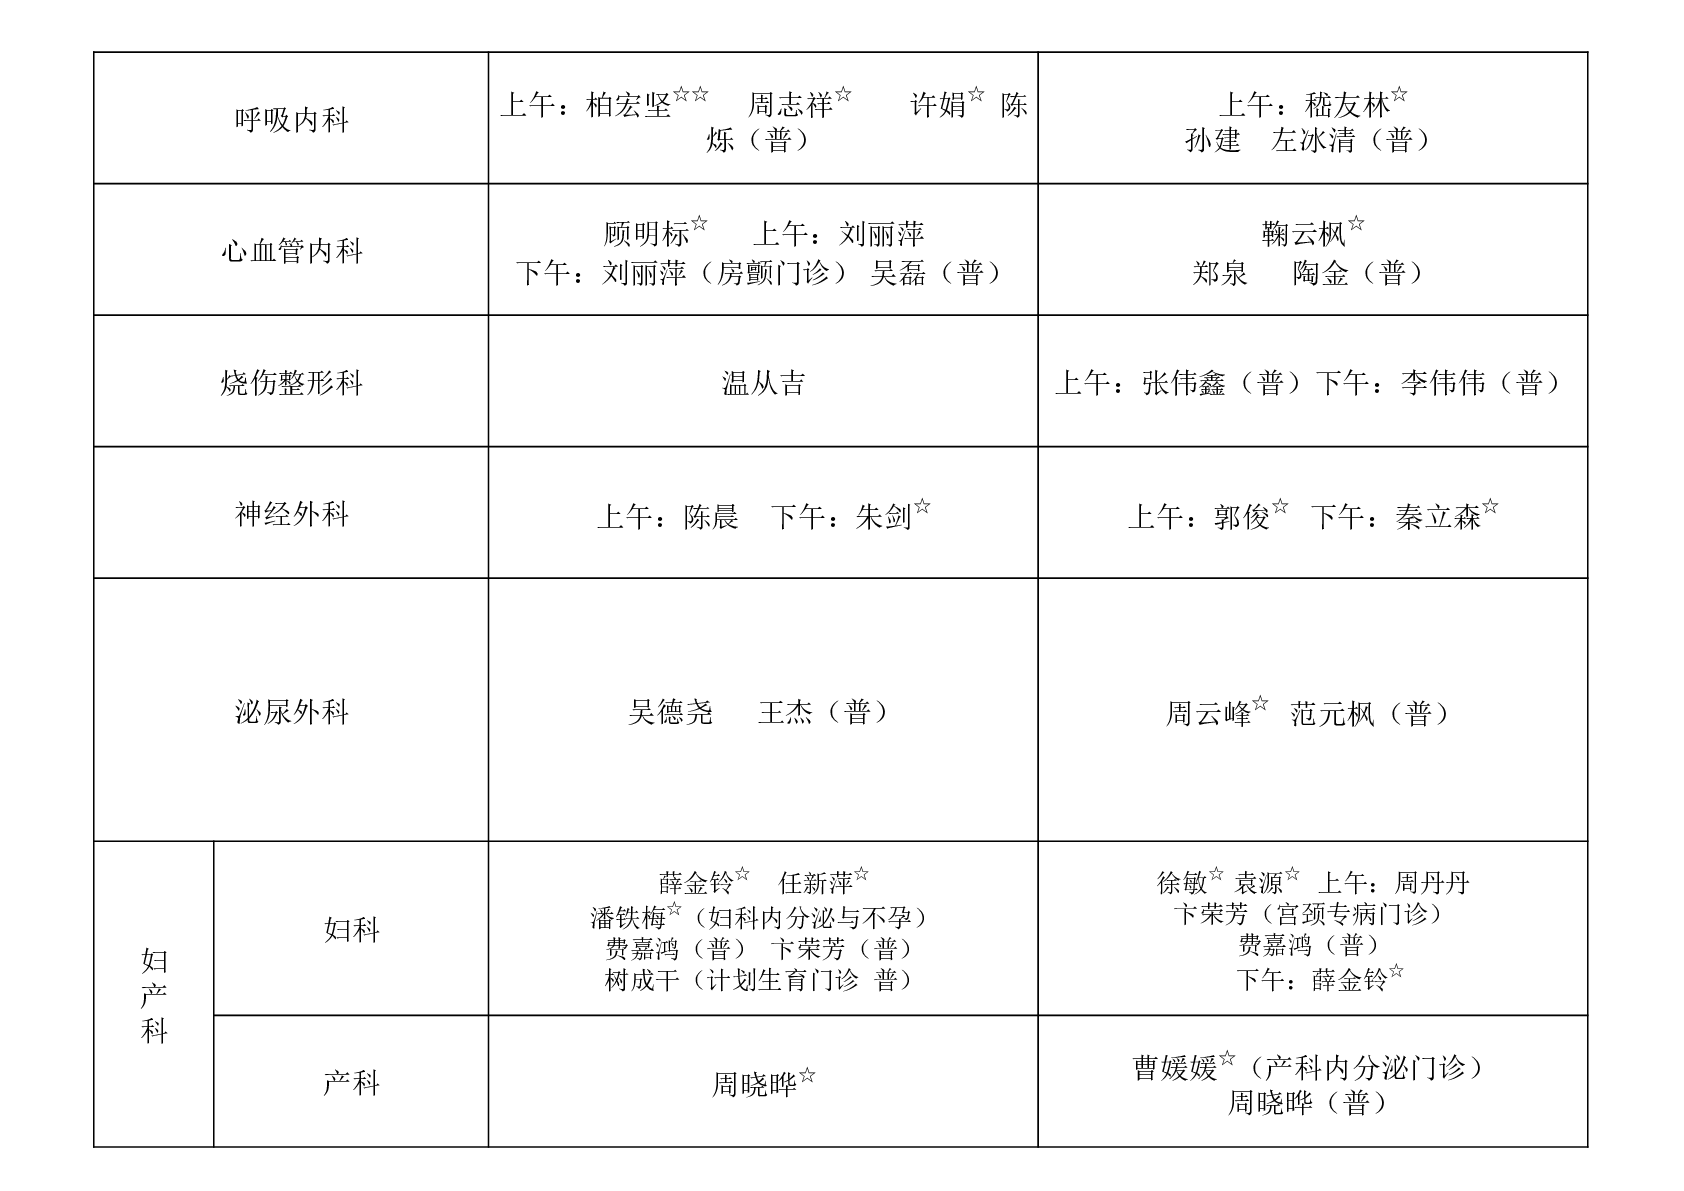 呼吸内科
上午：柏宏坚☆☆ 周志祥☆ 许娟☆ 陈
烁（普）
上午：嵇友林☆
孙建 左冰清（普）
心血管内科
顾明标☆ 上午：刘丽萍
下午：刘丽萍（房颤门诊） 吴磊（普）
鞠云枫☆
郑泉 陶金（普）
烧伤整形科
温从吉
上午：张伟鑫（普）下午：李伟伟（普）
神经外科
上午：陈晨 下午：朱剑☆
上午：郭俊☆ 下午：秦立森☆
泌尿外科
吴德尧 王杰（普）
周云峰☆ 范元枫（普）
妇
产
科
妇科
薛金铃☆ 任新萍☆
潘铁梅☆（妇科内分泌与不孕）
费嘉鸿（普） 卞荣芳（普）
树成干（计划生育门诊 普）
徐敏☆ 袁源☆ 上午：周丹丹
卞荣芳（宫颈专病门诊）
费嘉鸿（普）
下午：薛金铃☆
产科
周晓晔☆
曹媛媛☆（产科内分泌门诊）
周晓晔（普）